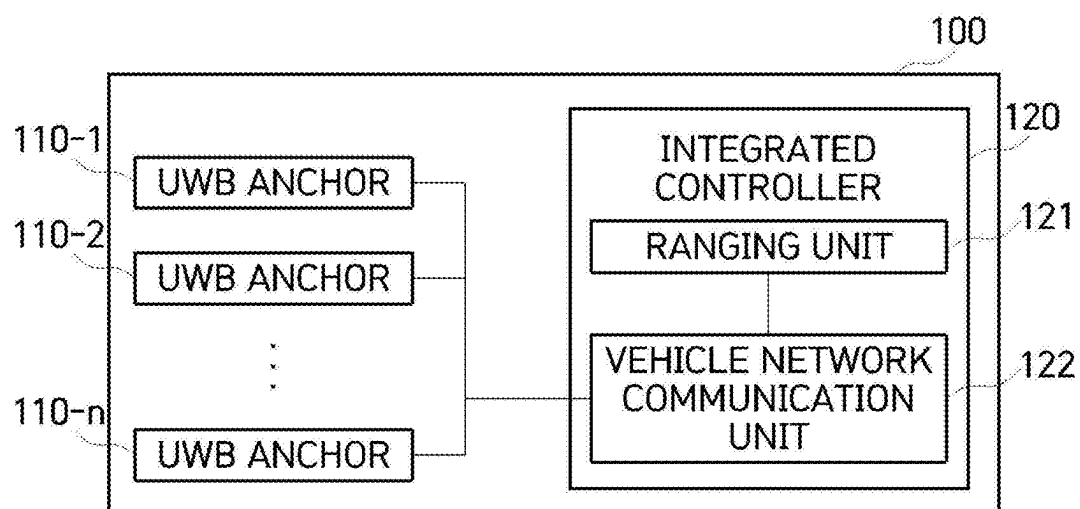 100
110-1
UWB ANCHOR
110-2
UWB ANCHOR
110-n
UWB ANCHOR
120
INTEGRATED
CONTROLLER
121
RANGING UNIT
122
VEHICLE NETWORK
COMMUNICATION
UNIT